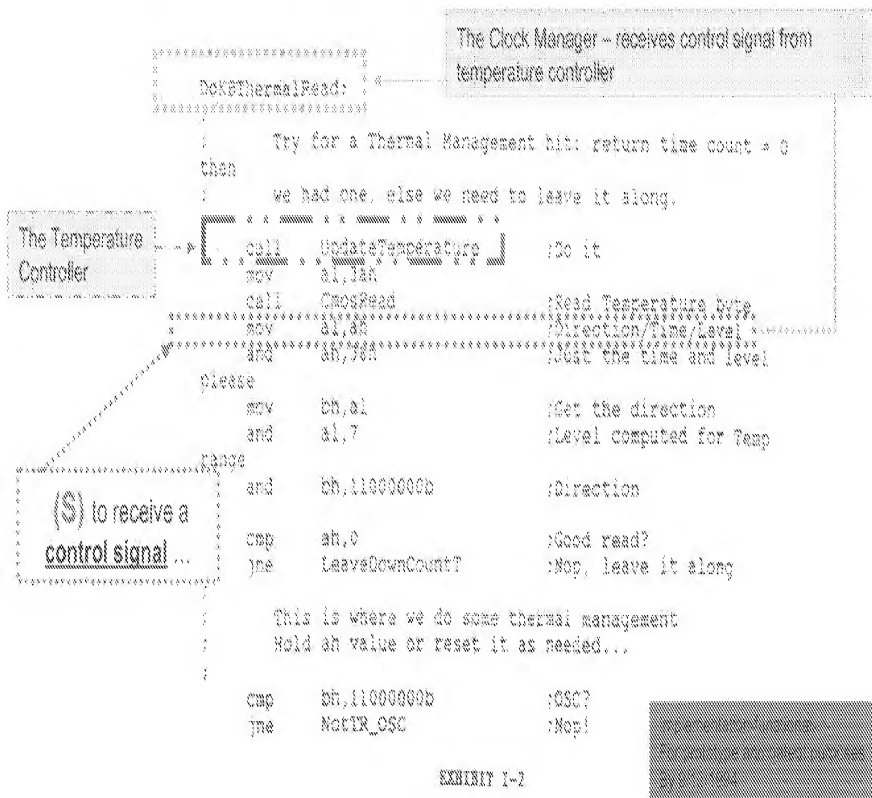 The Clock Manager – receives control signal from
temperature controller
DoKBThermalRead:
; Try for a Thermal Management hit: return time count = 0
then
; we had one, else we need to leave it along.
The Temperature
Controller
call UpdateTemperature ;Do it
mov
call CmosRead ;Read Temperature byte
mov al,ah ;Direction/Time/Level
and ;Just the time and level
please
mov bh,al ;Get the direction
and al,7 ;Level computed for Temp
range
and bh,11000000b ;Direction
(S) to receive a
control signal ...
cmp ah,0 ;Good read?
jne LeaveDownCount? ;Nop, leave it along
; This is where we do some thermal management
; Hold ah value or reset it as needed...
;
cmp bh,11000000b ;OSC?
jne NotTR_OSC ;Nop!
EXHIBIT I-2